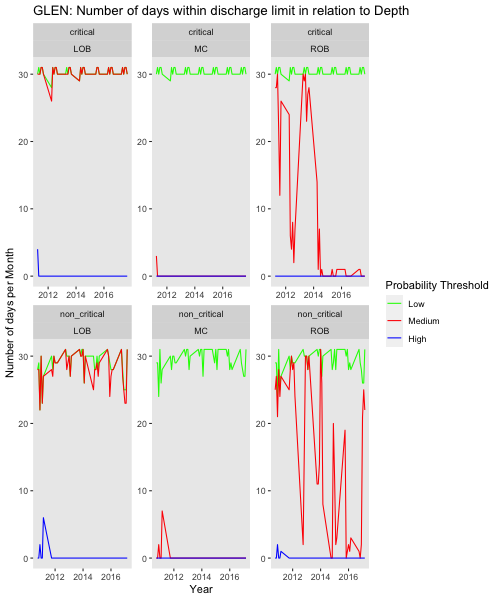 GLEN: Number of days within discharge limit in relation to Depth
critical critical critical
LOB MC ROB
30
20
10
0
2012 2014 2016 2012 2014 2016 2012 2014 2016
non_critical non_critical non_critical
LOB MC ROB
30
20
10
0
2012 2014 2016 2012 2014 2016 2012 2014 2016
Year
Number of days per Month
Probability Threshold
Low
Medium
High